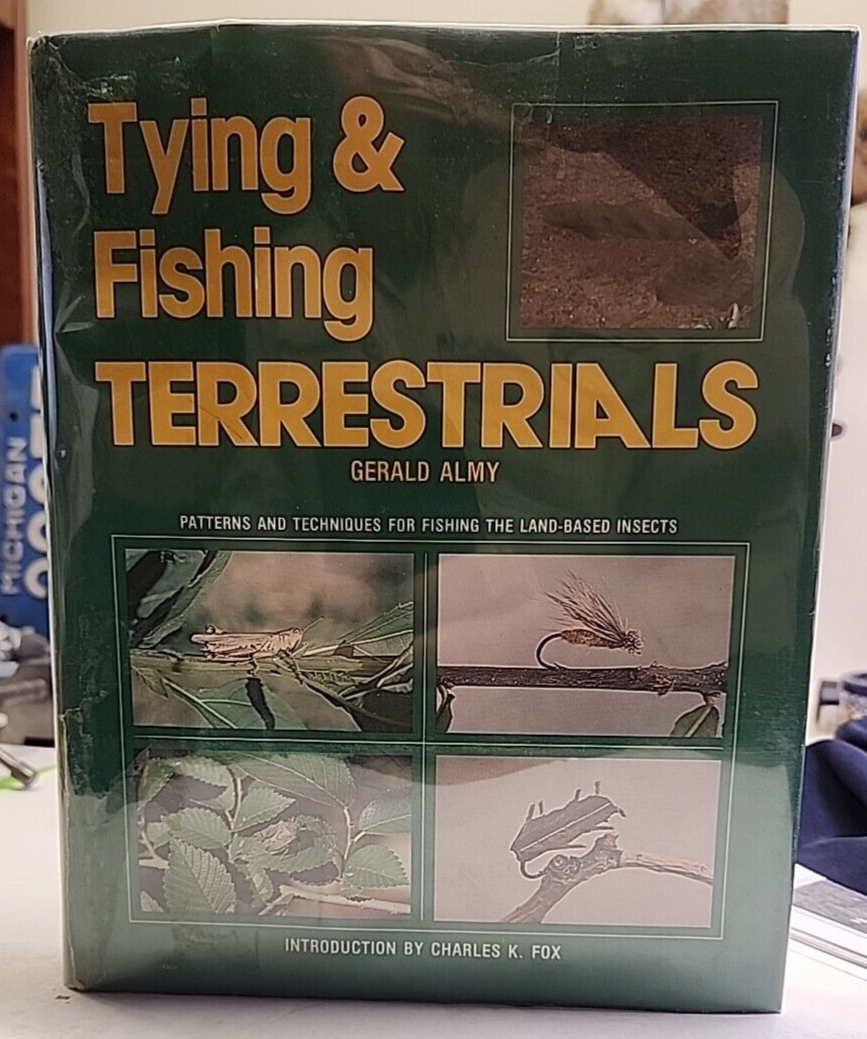 Tying &
Fishing
TERRESTRIALS
GERALD ALMY
PATTERNS AND TECHNIQUES FOR FISHING THE LAND-BASED INSECTS
INTRODUCTION BY CHARLES K. FOX
MICHIGAN